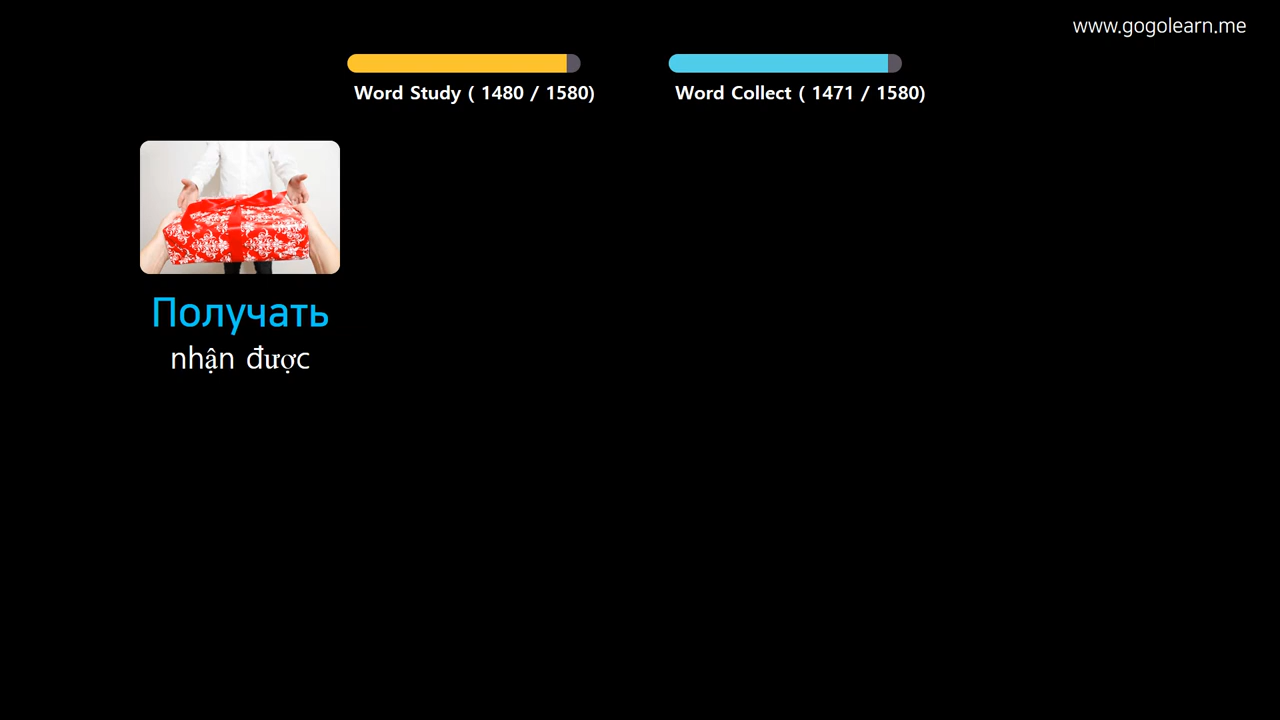 www.gogolearn.me
Word Study ( 1480 / 1580)
Word Collect ( 1471 / 1580)
Получать
nhận được